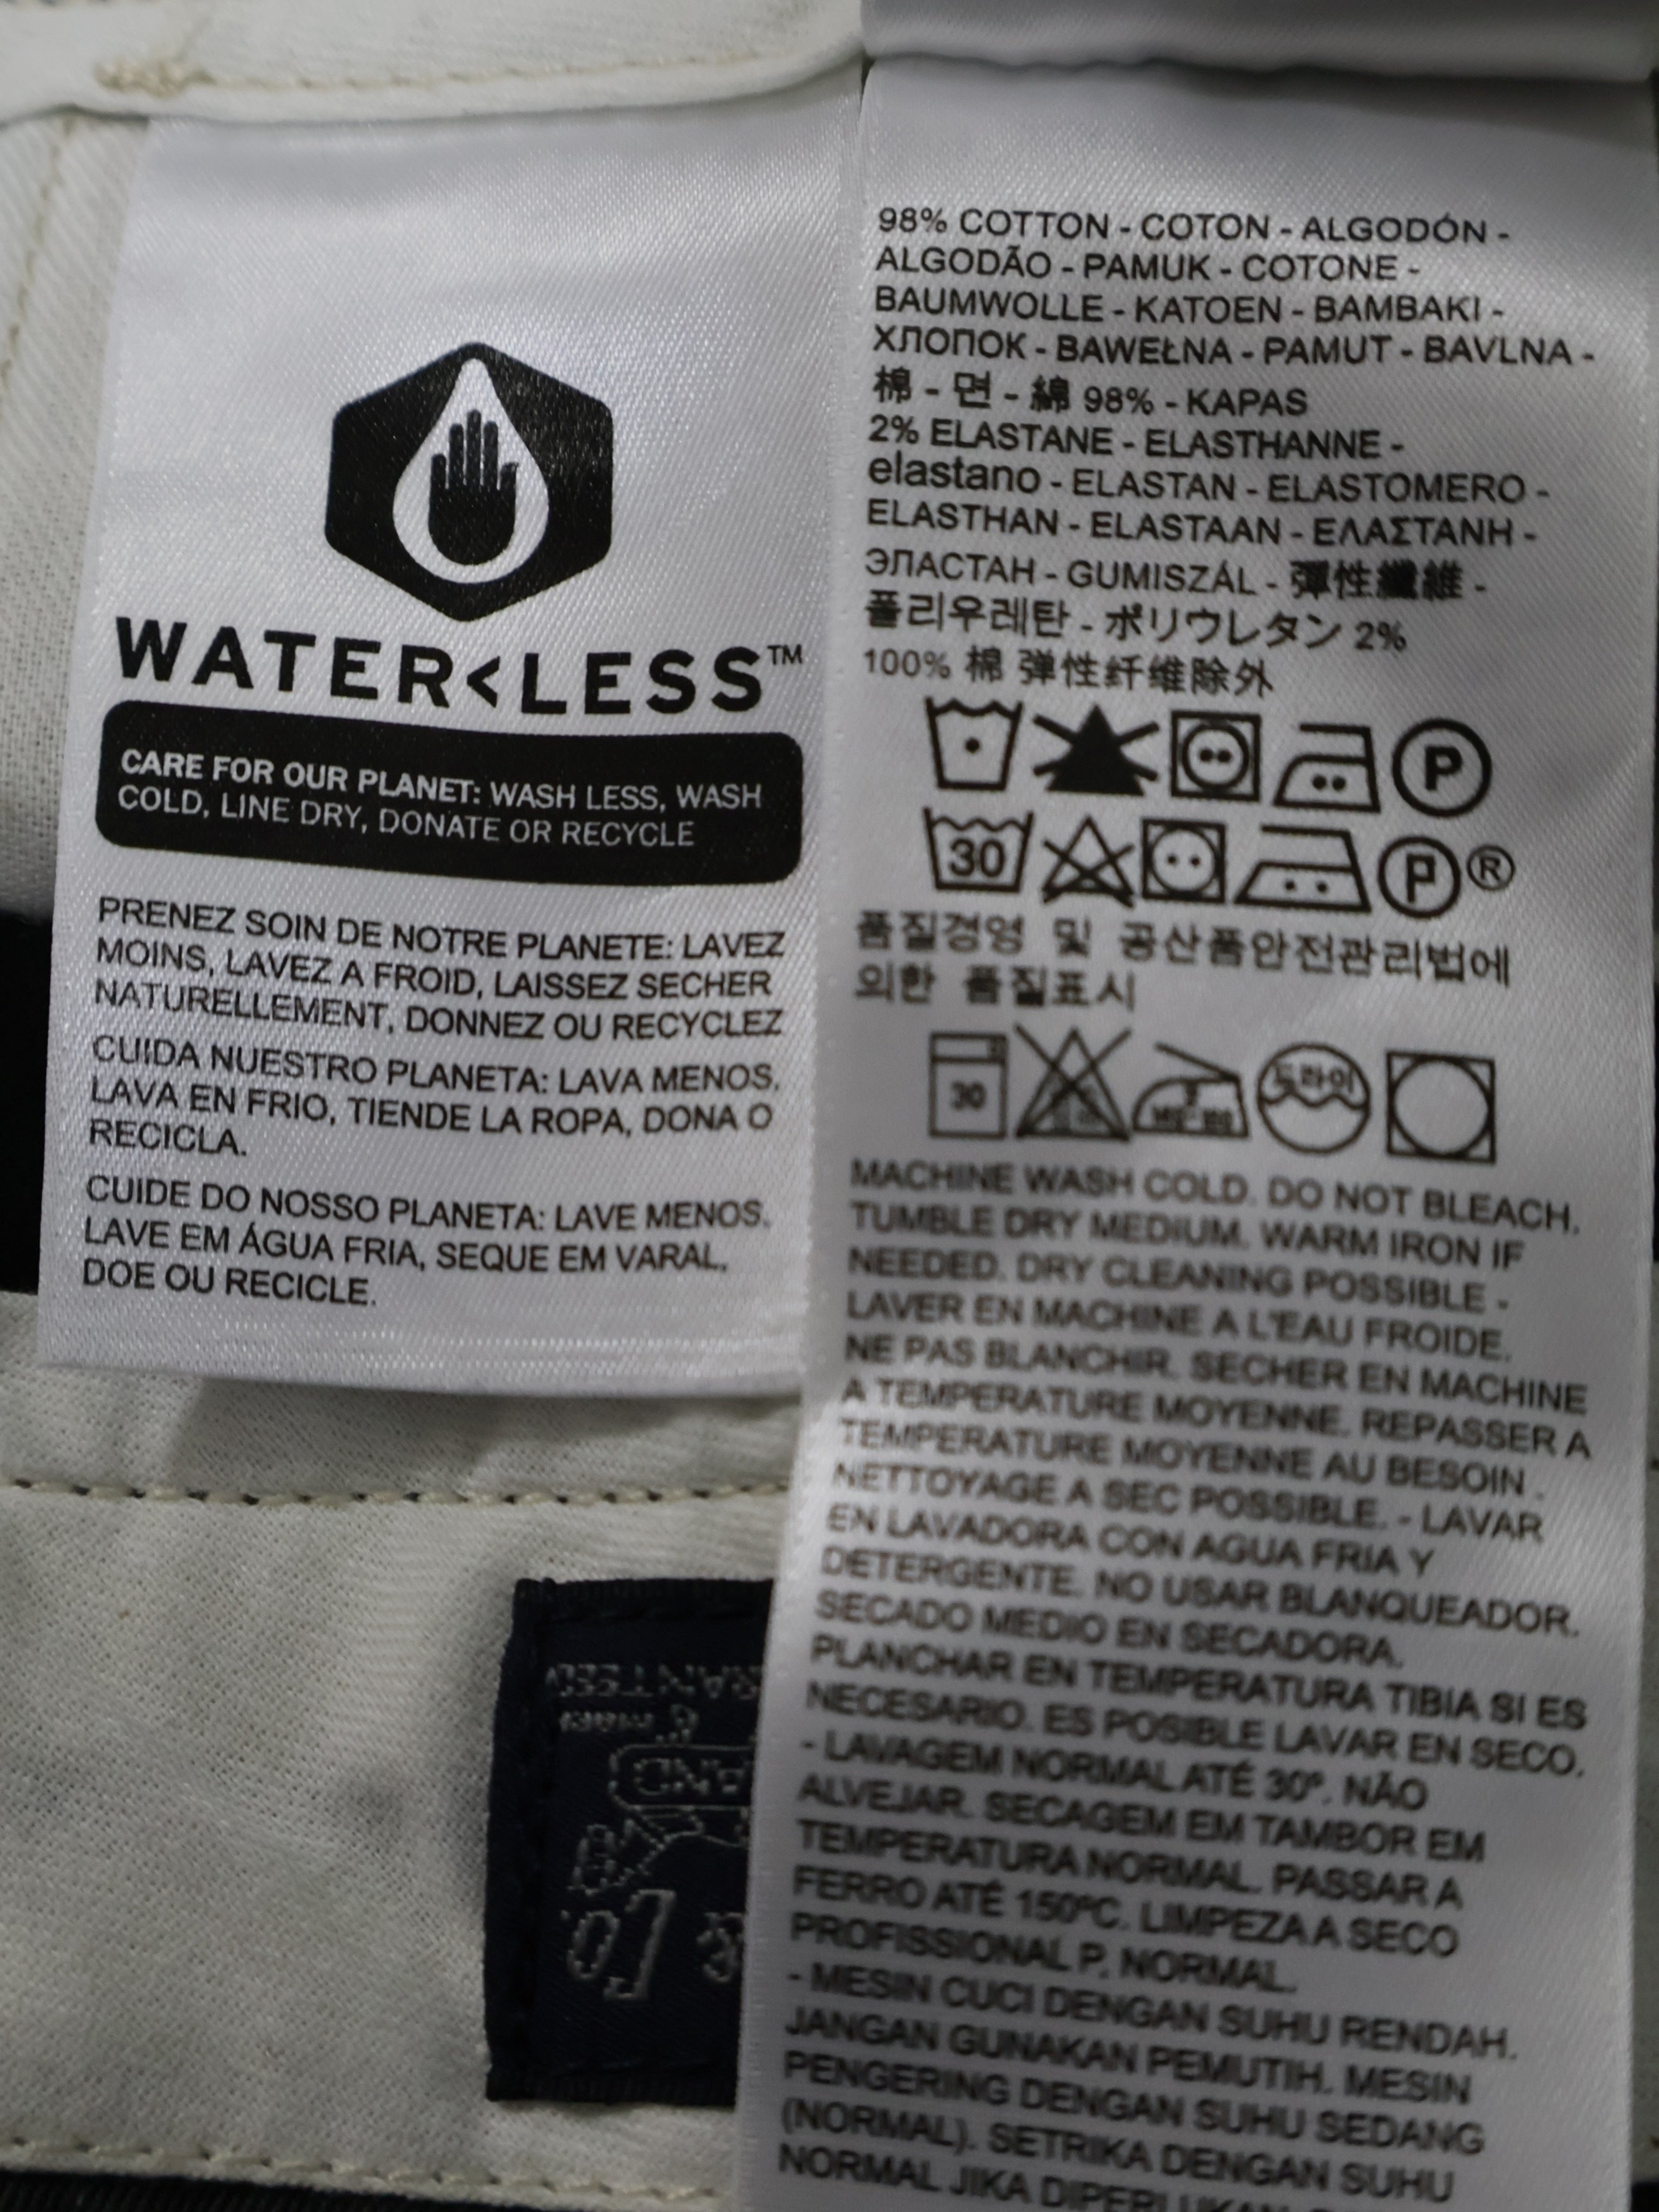 WATER<LESS™
CARE FOR OUR PLANET: WASH LESS, WASH
COLD, LINE DRY, DONATE OR RECYCLE
PRENEZ SOIN DE NOTRE PLANETE: LAVEZ
MOINS, LAVEZ A FROID, LAISSEZ SECHER
NATURELLEMENT, DONNEZ OU RECYCLEZ
CUIDA NUESTRO PLANETA: LAVA MENOS,
LAVA EN FRIO, TIENDE LA ROPA, DONA O
RECICLA.
CUIDE DO NOSSO PLANETA: LAVE MENOS,
LAVE EM ÁGUA FRIA, SEQUE EM VARAL,
DOE OU RECICLE.
98% COTTON - COTON - ALGODÓN -
ALGODÃO - PAMUK - COTONE -
BAUMWOLLE - KATOEN - BAMBAKI -
ХЛОПОК - BAWEŁNA - PAMUT - BAVLNA -
棉 - 면 - 綿 98% - KAPAS
2% ELASTANE - ELASTHANNE -
elastano - ELASTAN - ELASTOMERO -
ELASTHAN - ELASTAAN - ΕΛΑΣΤΑΝΗ -
ЭЛАСТАН - GUMISZÁL - 彈性纖維 -
폴리우레탄 - ポリウレタン 2%
100% 棉 弹性纤维除外
P
30 P ®
품질경영 및 공산품안전관리법에
의한 품질표시
30 드라이
MACHINE WASH COLD. DO NOT BLEACH.
TUMBLE DRY MEDIUM. WARM IRON IF
NEEDED. DRY CLEANING POSSIBLE -
LAVER EN MACHINE A L'EAU FROIDE.
NE PAS BLANCHIR. SECHER EN MACHINE
A TEMPERATURE MOYENNE. REPASSER A
TEMPERATURE MOYENNE AU BESOIN .
NETTOYAGE A SEC POSSIBLE. - LAVAR
EN LAVADORA CON AGUA FRIA Y
DETERGENTE. NO USAR BLANQUEADOR.
SECADO MEDIO EN SECADORA.
PLANCHAR EN TEMPERATURA TIBIA SI ES
NECESARIO. ES POSIBLE LAVAR EN SECO.
- LAVAGEM NORMAL ATÉ 30º. NÃO
ALVEJAR. SECAGEM EM TAMBOR EM
TEMPERATURA NORMAL. PASSAR A
FERRO ATÉ 150ºC. LIMPEZA A SECO
PROFISSIONAL P, NORMAL.
- MESIN CUCI DENGAN SUHU RENDAH.
JANGAN GUNAKAN PEMUTIH. MESIN
PENGERING DENGAN SUHU SEDANG
(NORMAL). SETRIKA DENGAN SUHU
NORMAL JIKA DIPERLUKAN.